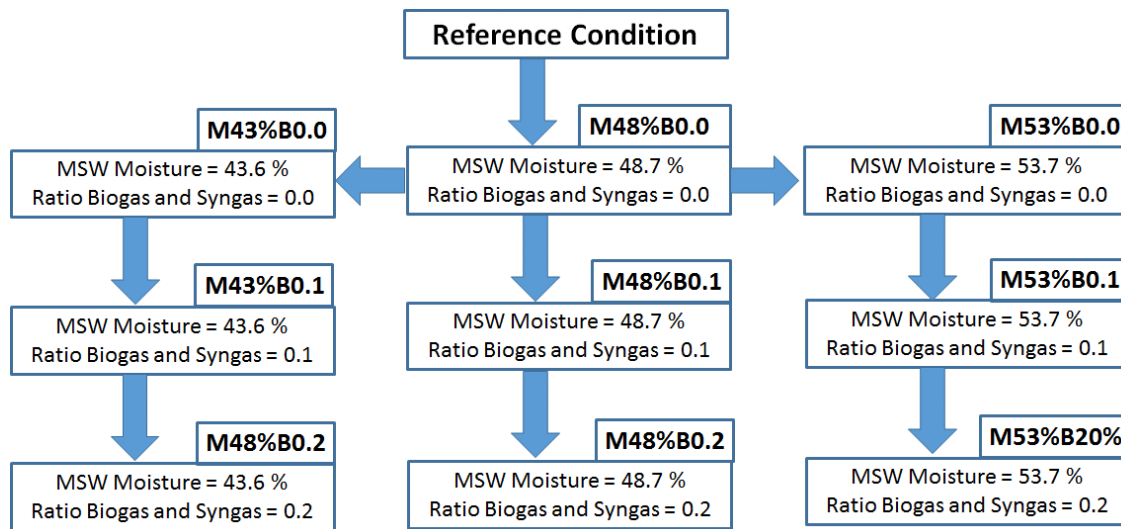 Reference Condition
M43%B0.0
MSW Moisture = 43.6 %
Ratio Biogas and Syngas = 0.0
M48%B0.0
MSW Moisture = 48.7 %
Ratio Biogas and Syngas = 0.0
M53%B0.0
MSW Moisture = 53.7 %
Ratio Biogas and Syngas = 0.0
M43%B0.1
MSW Moisture = 43.6 %
Ratio Biogas and Syngas = 0.1
M48%B0.1
MSW Moisture = 48.7 %
Ratio Biogas and Syngas = 0.1
M53%B0.1
MSW Moisture = 53.7 %
Ratio Biogas and Syngas = 0.1
M48%B0.2
MSW Moisture = 43.6 %
Ratio Biogas and Syngas = 0.2
M48%B0.2
MSW Moisture = 48.7 %
Ratio Biogas and Syngas = 0.2
M53%B20%
MSW Moisture = 53.7 %
Ratio Biogas and Syngas = 0.2